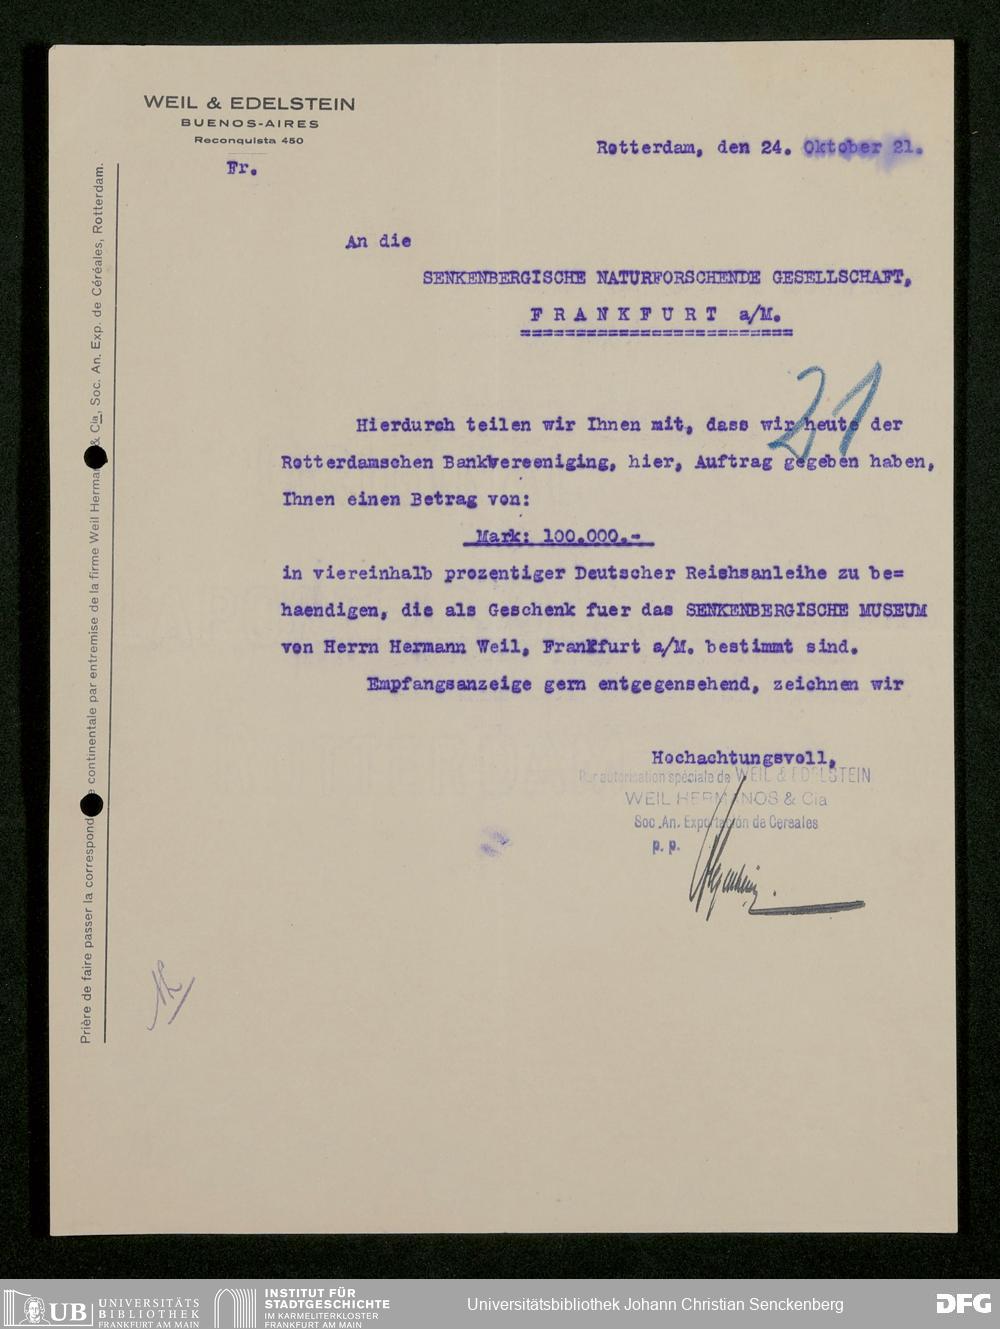 WEIL & EDELSTEIN
BUENOS-AIRES
Reconquista 450
Fr.
Rotterdam, den 24. Oktober 21.
An die
SENKENBERGISCHE NATURFORSCHENDE GESELLSCHAFT,
FRANKFURT a/M.
21
Hierdurch teilen wir Ihnen mit, dass wir heute der
Rotterdamschen Bankvereeniging, hier, Auftrag gegeben haben,
Ihnen einen Betrag von:
Mark: 100.000.-
in viereinhalb prozentiger Deutscher Reichsanleihe zu be=
haendigen, die als Geschenk fuer das SENKENBERGISCHE MUSEUM
von Herrn Hermann Weil, Frankfurt a/M. bestimmt sind.
Empfangsanzeige gern entgegensehend, zeichnen wir
Hochachtungsvoll,
Par autorisation spéciale de WEIL & EDELSTEIN
WEIL HERMANOS & Cia
Soc. An. Exportación de Cereales
p. p.
Prière de faire passer la correspond continentale par entremise de la firme Weil Herma & Cia, Soc. An. Exp. de Céréales, Rotterdam.
UB UNIVERSITÄTS
BIBLIOTHEK
FRANKFURT AM MAIN
INSTITUT FÜR
STADTGESCHICHTE
IM KARMELITERKLOSTER
FRANKFURT AM MAIN
Universitätsbibliothek Johann Christian Senckenberg
DFG